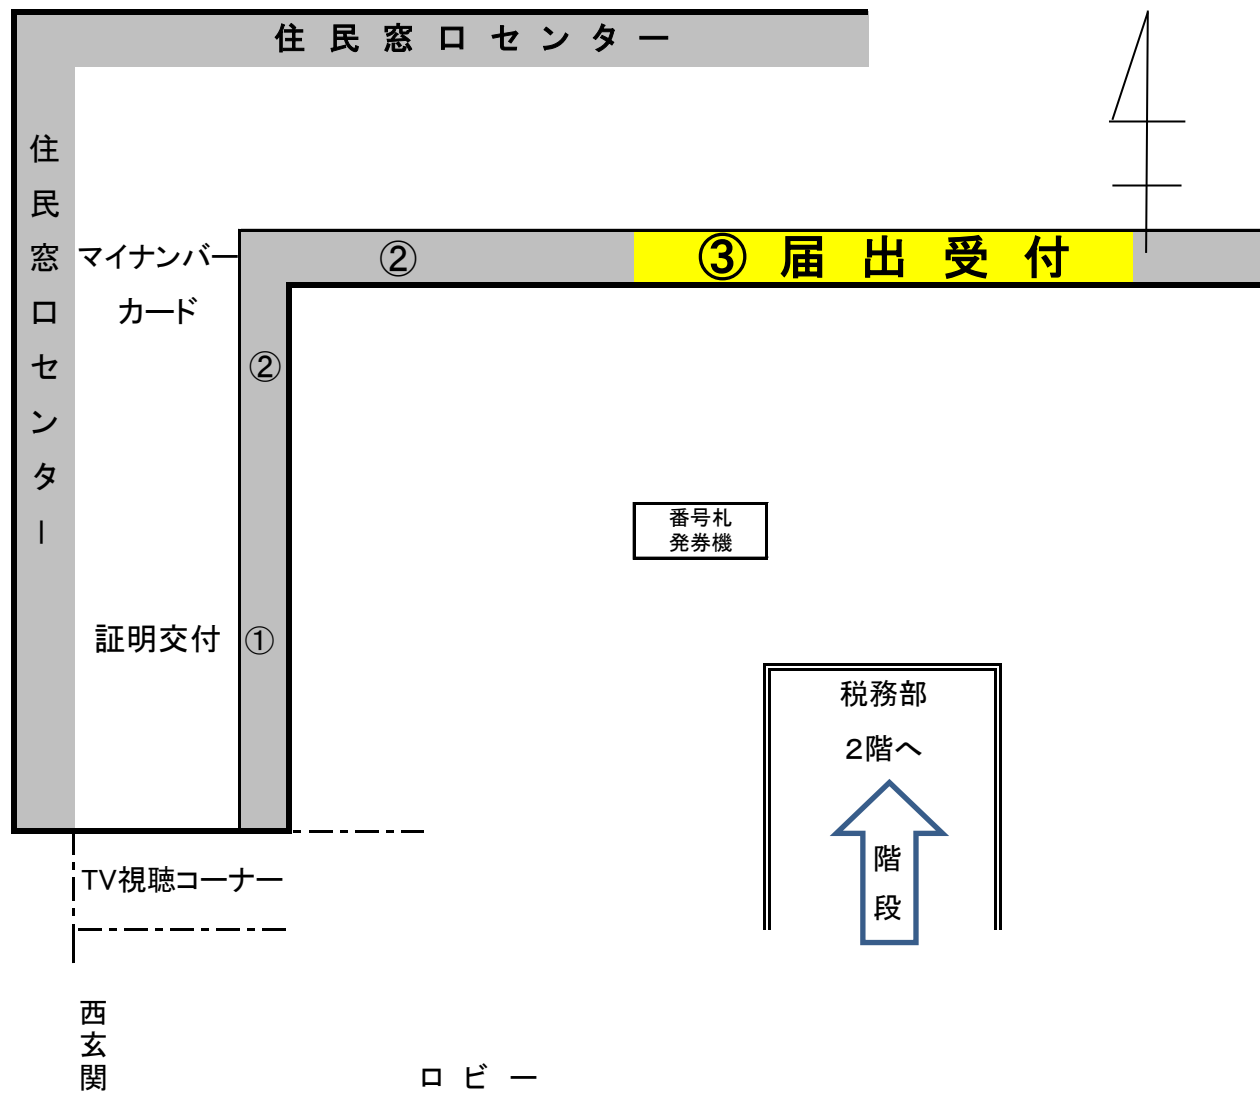 住民窓口センター
住民窓口センター
マイナンバー
カード
②
③届出受付
②
番号札
発券機
証明交付
①
税務部
2階へ
階段
TV視聴コーナー
西玄関
ロビー